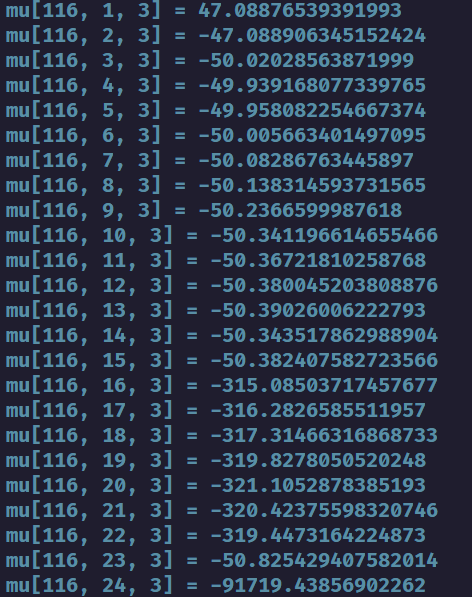 mu[116, 1, 3] = 47.08876539391993
mu[116, 2, 3] = -47.088906345152424
mu[116, 3, 3] = -50.02028563871999
mu[116, 4, 3] = -49.939168077339765
mu[116, 5, 3] = -49.958082254667374
mu[116, 6, 3] = -50.005663401497095
mu[116, 7, 3] = -50.08286763445897
mu[116, 8, 3] = -50.138314593731565
mu[116, 9, 3] = -50.2366599987618
mu[116, 10, 3] = -50.3411966​14655466
mu[116, 11, 3] = -50.36721810258768
mu[116, 12, 3] = -50.380045203808876
mu[116, 13, 3] = -50.39026006222793
mu[116, 14, 3] = -50.343517862988904
mu[116, 15, 3] = -50.382407582723566
mu[116, 16, 3] = -315.08503717457677
mu[116, 17, 3] = -316.2826585511957
mu[116, 18, 3] = -317.31466316868733
mu[116, 19, 3] = -319.8278050520248
mu[116, 20, 3] = -321.1052878385193
mu[116, 21, 3] = -320.42375598320746
mu[116, 22, 3] = -319.4473164224873
mu[116, 23, 3] = -50.825429407582014
mu[116, 24, 3] = -91719.43856902262